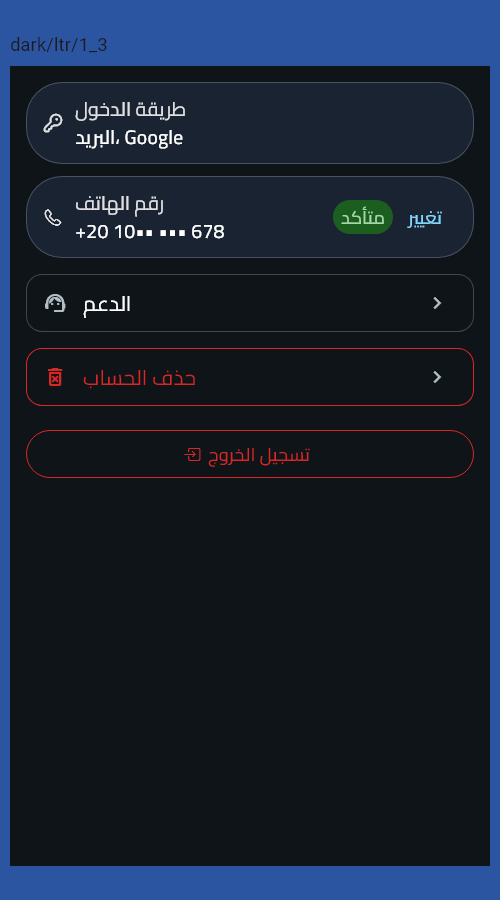 dark/ltr/1_3
طريقة الدخول
البريد، Google
رقم الهاتف
+20 10•• ••• 678
متأكد
تغيير
الدعم
حذف الحساب
تسجيل الخروج